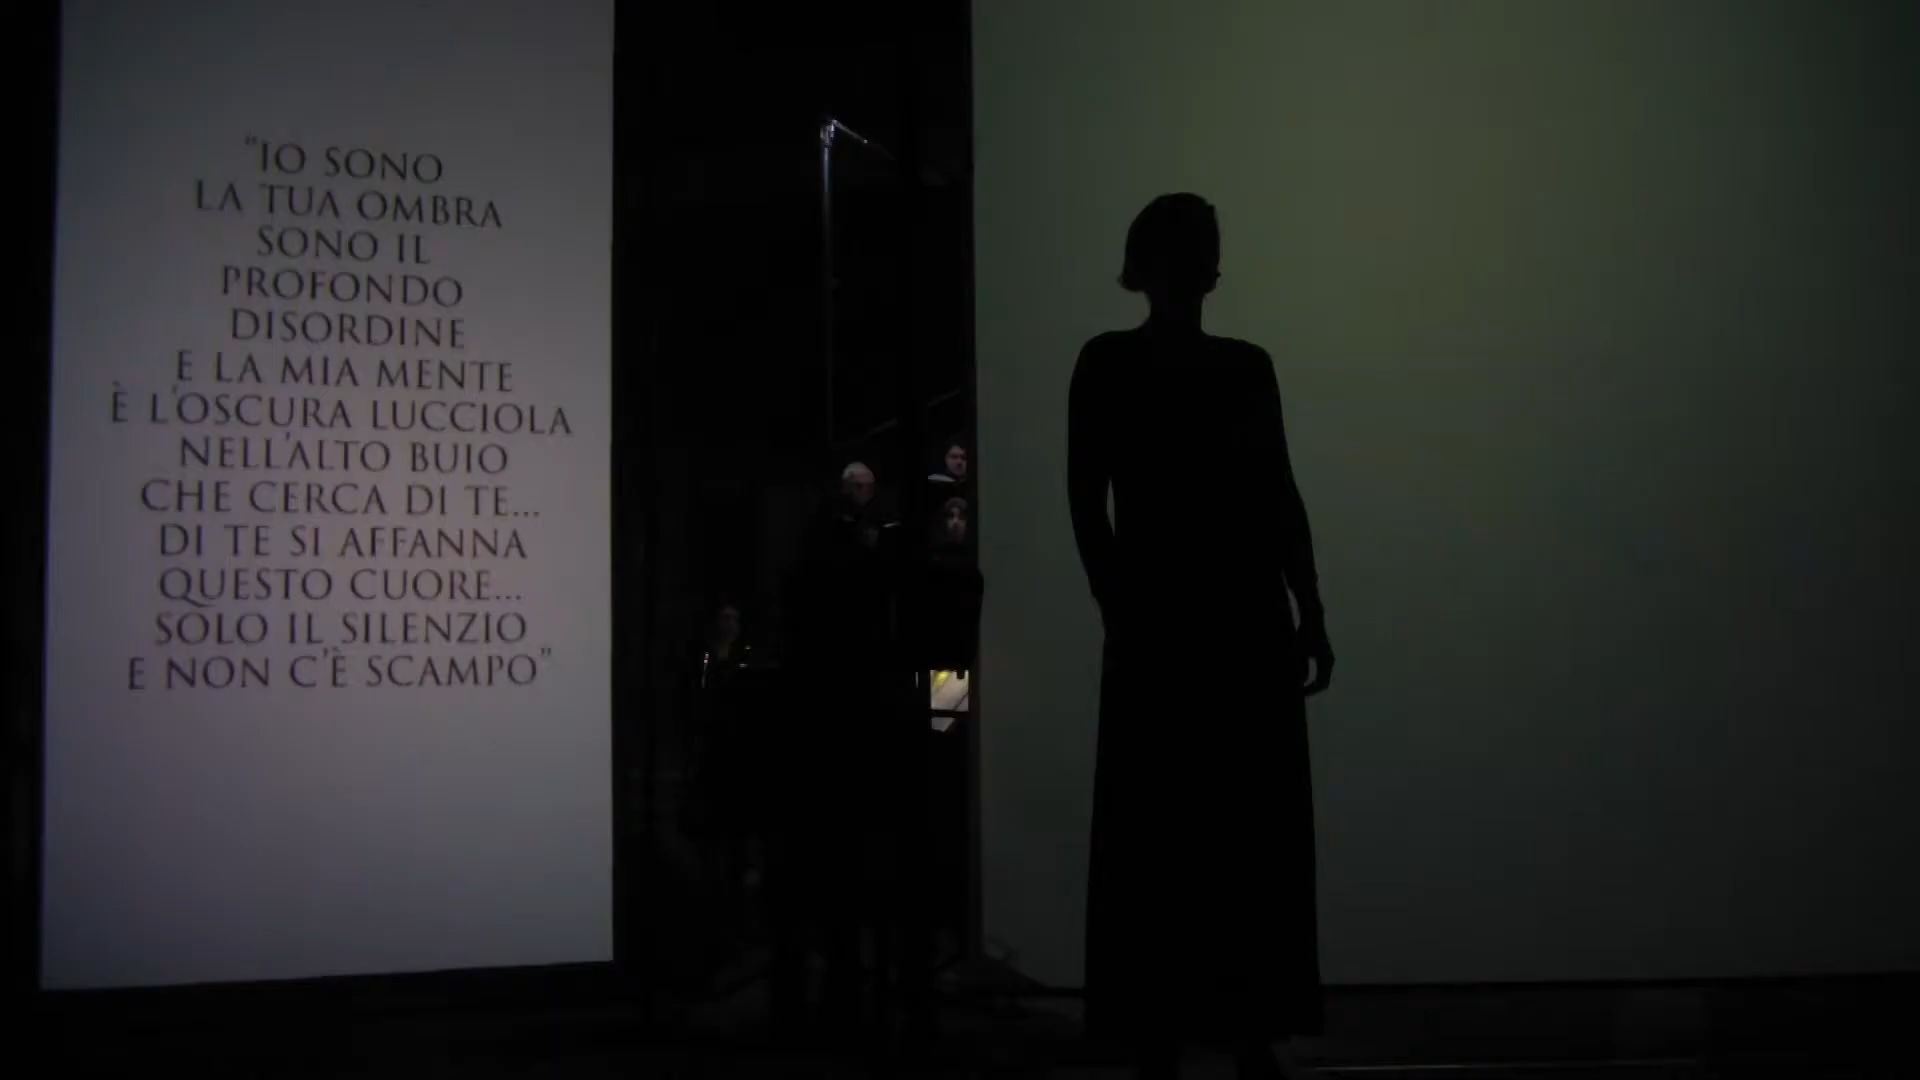 "IO SONO
LA TUA OMBRA
SONO IL
PROFONDO
DISORDINE
E LA MIA MENTE
È L'OSCURA LUCCIOLA
NELL'ALTO BUIO
CHE CERCA DI TE...
DI TE SI AFFANNA
QUESTO CUORE...
SOLO IL SILENZIO
E NON C'È SCAMPO"